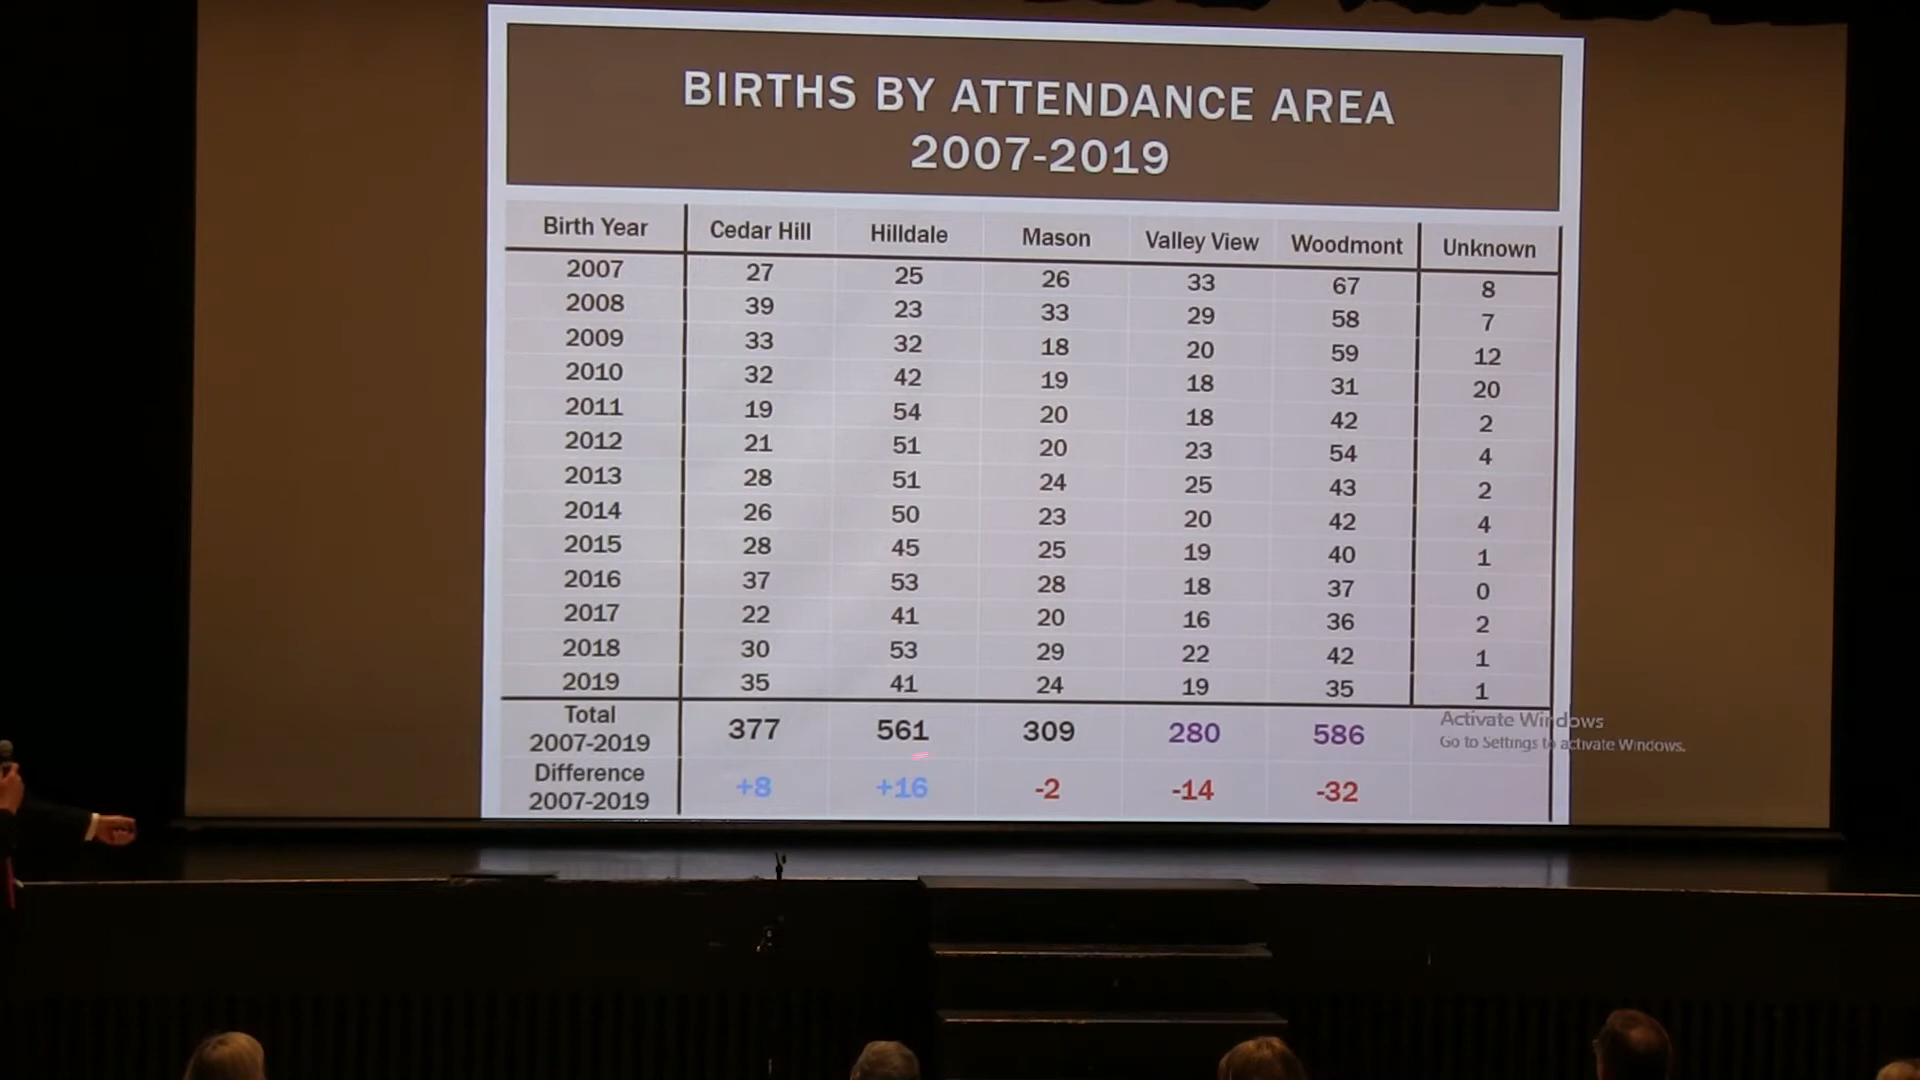 BIRTHS BY ATTENDANCE AREA
2007-2019
Birth Year Cedar Hill Hilldale Mason Valley View Woodmont Unknown
2007 27 25 26 33 67 8
2008 39 23 33 29 58 7
2009 33 32 18 20 59 12
2010 32 42 19 18 31 20
2011 19 54 20 18 42 2
2012 21 51 20 23 54 4
2013 28 51 24 25 43 2
2014 26 50 23 20 42 4
2015 28 45 25 19 40 1
2016 37 53 28 18 37 0
2017 22 41 20 16 36 2
2018 30 53 29 22 42 1
2019 35 41 24 19 35 1
Total
2007-2019 377 561 309 280 586
Difference
2007-2019 +8 +16 -2 -14 -32
Activate Windows
Go to Settings to activate Windows.